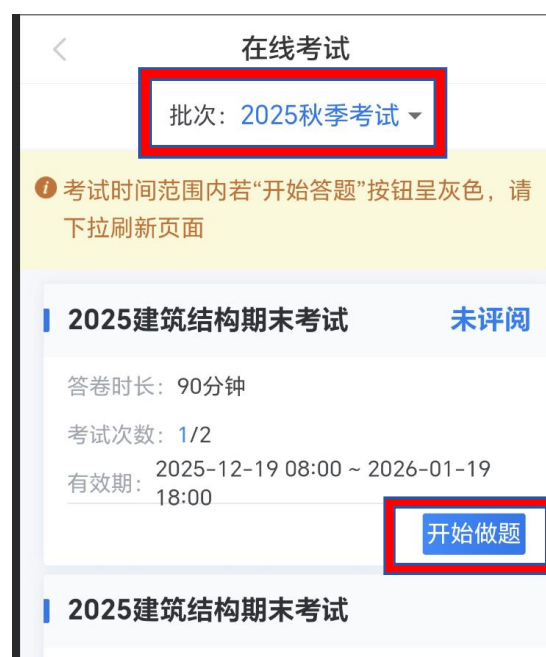 在线考试
批次：2025秋季考试
考试时间范围内若“开始答题”按钮呈灰色，请
下拉刷新页面
2025建筑结构期末考试 未评阅
答卷时长：90分钟
考试次数：1/2
有效期：2025-12-19 08:00 ~ 2026-01-19
18:00
开始做题
2025建筑结构期末考试